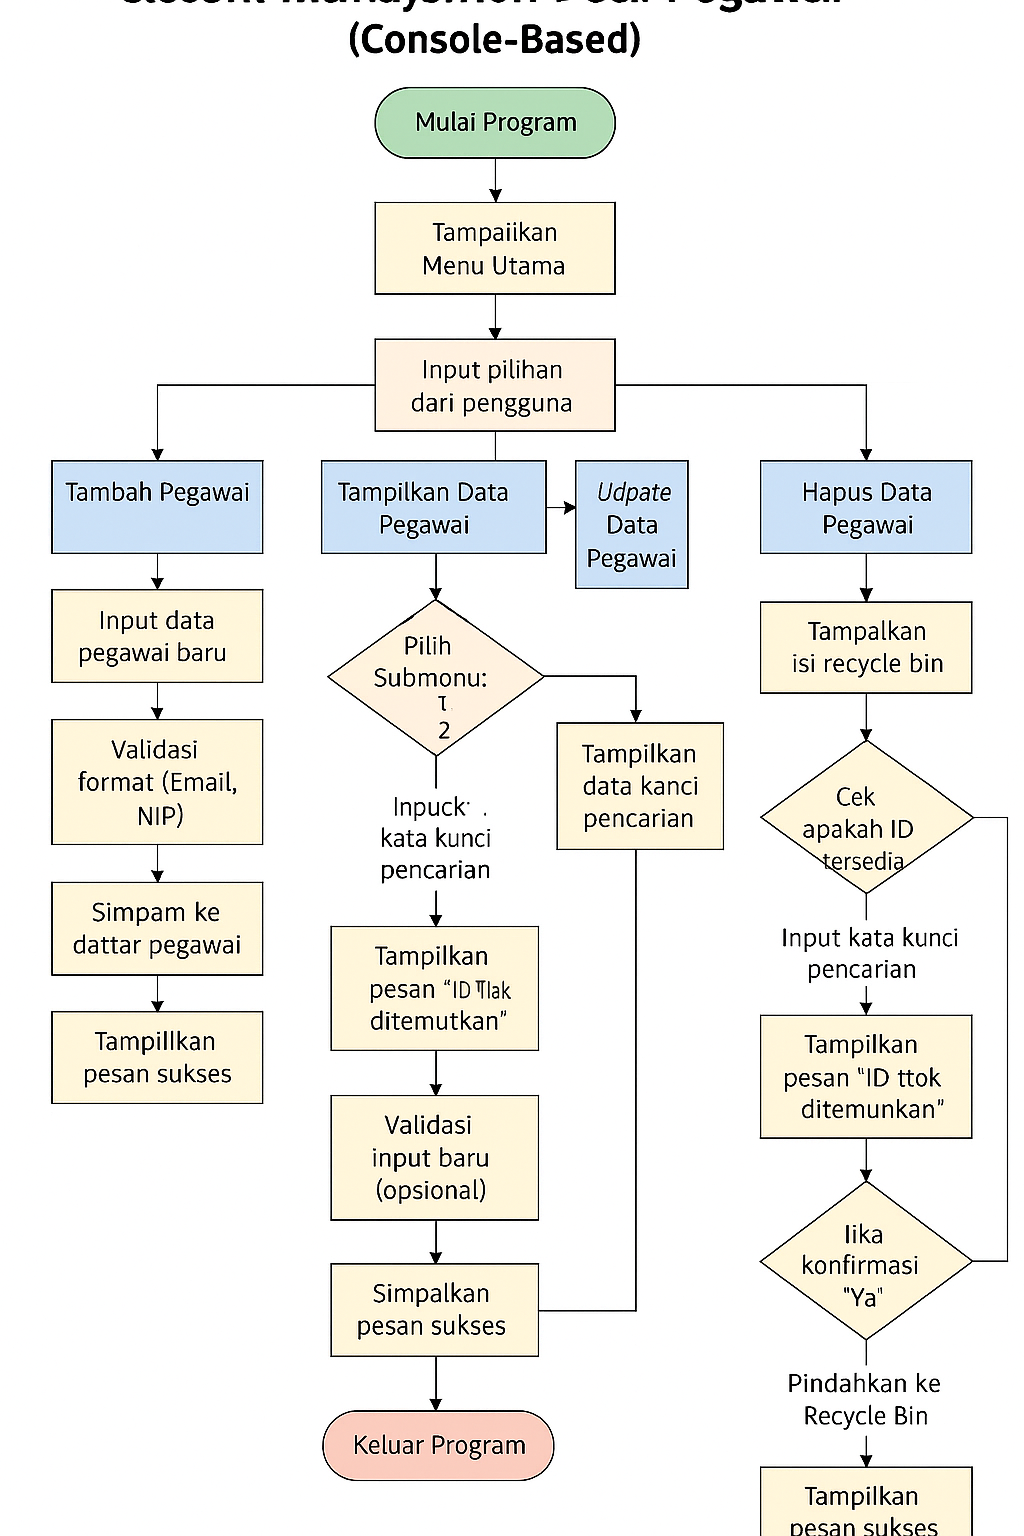 (Console-Based)
Mulai Program
Tampaiikan
Menu Utama
Input pilihan
dari pengguna
Tambah Pegawai
Input data
pegawai baru
Validasi
format (Email,
NIP)
Simpam ke
dattar pegawai
Tampillkan
pesan sukses
Tampilkan Data
Pegawai
Udpate
Data
Pegawai
Pilih
Submonu:
2
Tampilkan
data kanci
pencarian
kata kunci
pencarian
Tampilkan
pesan “ID
ditemutkan”
Validasi
input baru
(opsional)
Simpalkan
pesan sukses
Keluar Program
Hapus Data
Pegawai
Tampalkan
isi recycle bin
Cek
apakah ID
tersedia
Input kata kunci
pencarian
Tampilkan
pesan "ID ttok
ditemunkan”
Iika
konfirmasi
"Ya"
Pindahkan ke
Recycle Bin
Tampilkan
pesan sukses